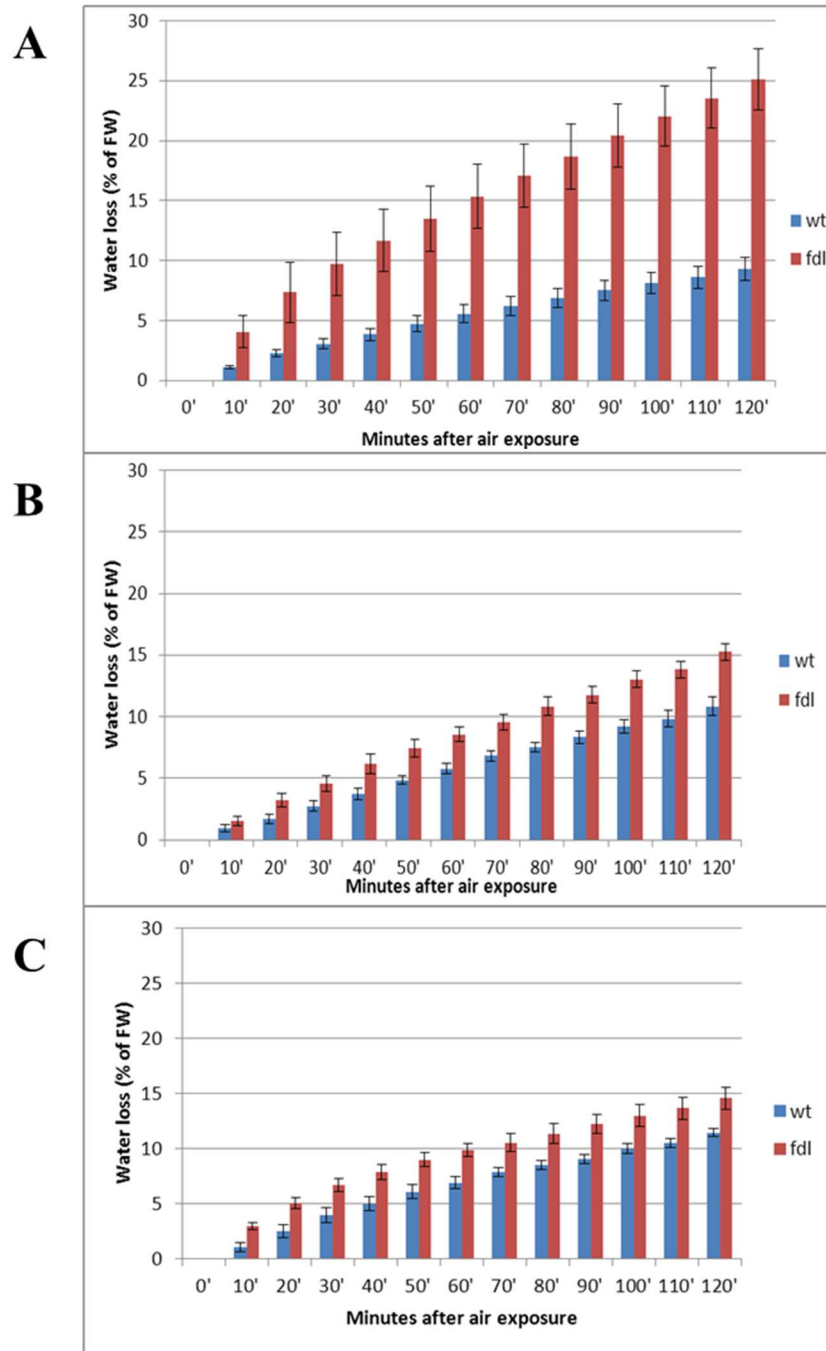 A
30
25
20
15
10
5
0
Water loss (% of FW)
0' 10' 20' 30' 40' 50' 60' 70' 80' 90' 100' 110' 120'
Minutes after air exposure
wt
fdl
B
30
25
20
15
10
5
0
Water loss (% of FW)
0' 10' 20' 30' 40' 50' 60' 70' 80' 90' 100' 110' 120'
Minutes after air exposure
wt
fdl
C
30
25
20
15
10
5
0
Water loss (% of FW)
0' 10' 20' 30' 40' 50' 60' 70' 80' 90' 100' 110' 120'
Minutes after air exposure
wt
fdl